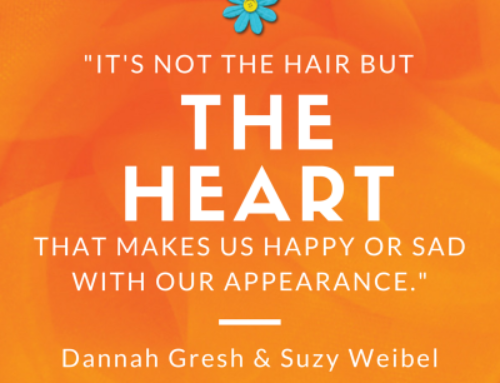 "IT'S NOT THE HAIR BUT
THE
HEART
THAT MAKES US HAPPY OR SAD
WITH OUR APPEARANCE."
Dannah Gresh & Suzy Weibel